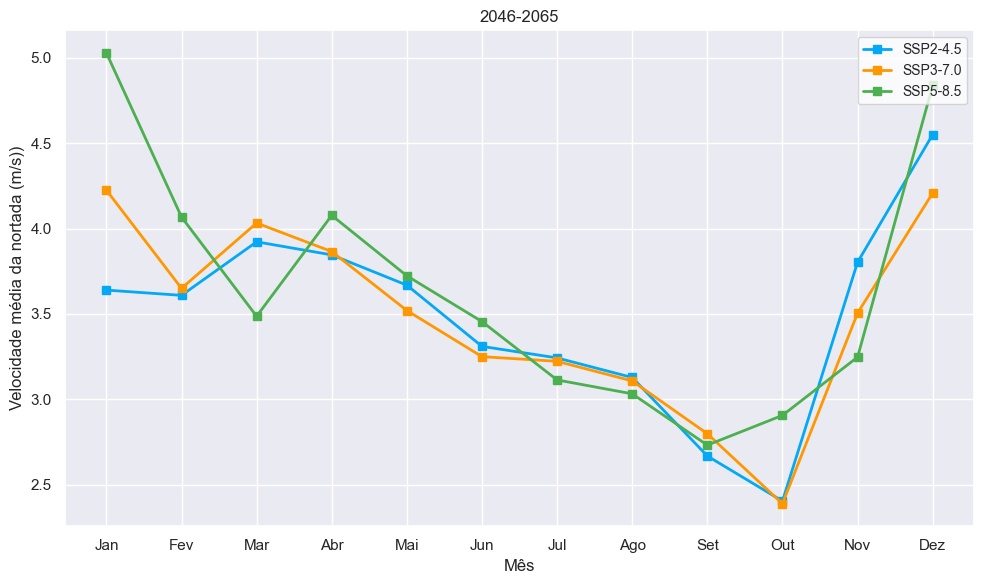 2046-2065
SSP2-4.5
SSP3-7.0
SSP5-8.5
Velocidade média da nortada (m/s))
5.0
4.5
4.0
3.5
3.0
2.5
Jan Fev Mar Abr Mai Jun Jul Ago Set Out Nov Dez
Mês